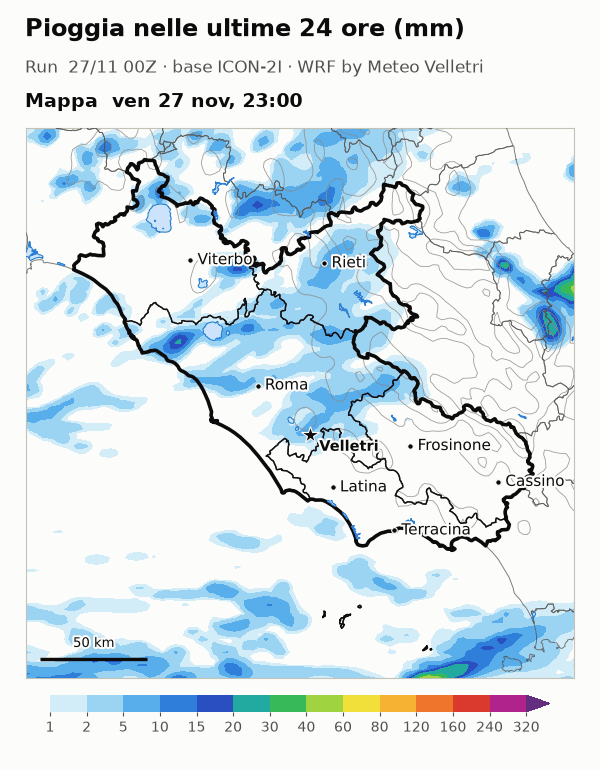 Pioggia nelle ultime 24 ore (mm)
Run  27/11 00Z · base ICON-2I · WRF by Meteo Velletri
Mappa  ven 27 nov, 23:00
Viterbo
Rieti
Roma
Velletri
Frosinone
Cassino
Latina
Terracina
50 km
1 2 5 10 15 20 30 40 60 80 120 160 240 320